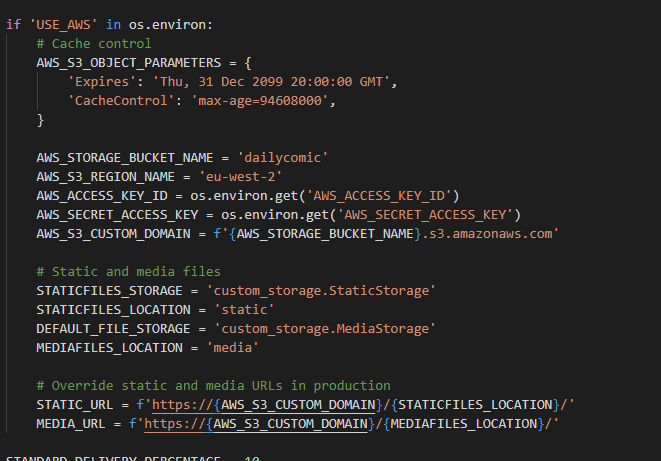 if 'USE_AWS' in os.environ:
# Cache control
AWS_S3_OBJECT_PARAMETERS = {
'Expires': 'Thu, 31 Dec 2099 20:00:00 GMT',
'CacheControl': 'max-age=94608000',
}
AWS_STORAGE_BUCKET_NAME = 'dailycomic'
AWS_S3_REGION_NAME = 'eu-west-2'
AWS_ACCESS_KEY_ID = os.environ.get('AWS_ACCESS_KEY_ID')
AWS_SECRET_ACCESS_KEY = os.environ.get('AWS_SECRET_ACCESS_KEY')
AWS_S3_CUSTOM_DOMAIN = f'{AWS_STORAGE_BUCKET_NAME}.s3.amazonaws.com'
# Static and media files
STATICFILES_STORAGE = 'custom_storage.StaticStorage'
STATICFILES_LOCATION = 'static'
DEFAULT_FILE_STORAGE = 'custom_storage.MediaStorage'
MEDIAFILES_LOCATION = 'media'
# Override static and media URLs in production
STATIC_URL = f'https://{AWS_S3_CUSTOM_DOMAIN}/{STATICFILES_LOCATION}/'
MEDIA_URL = f'https://{AWS_S3_CUSTOM_DOMAIN}/{MEDIAFILES_LOCATION}/'
STANDARD_DELIVERY_PERCENTAGE = 10